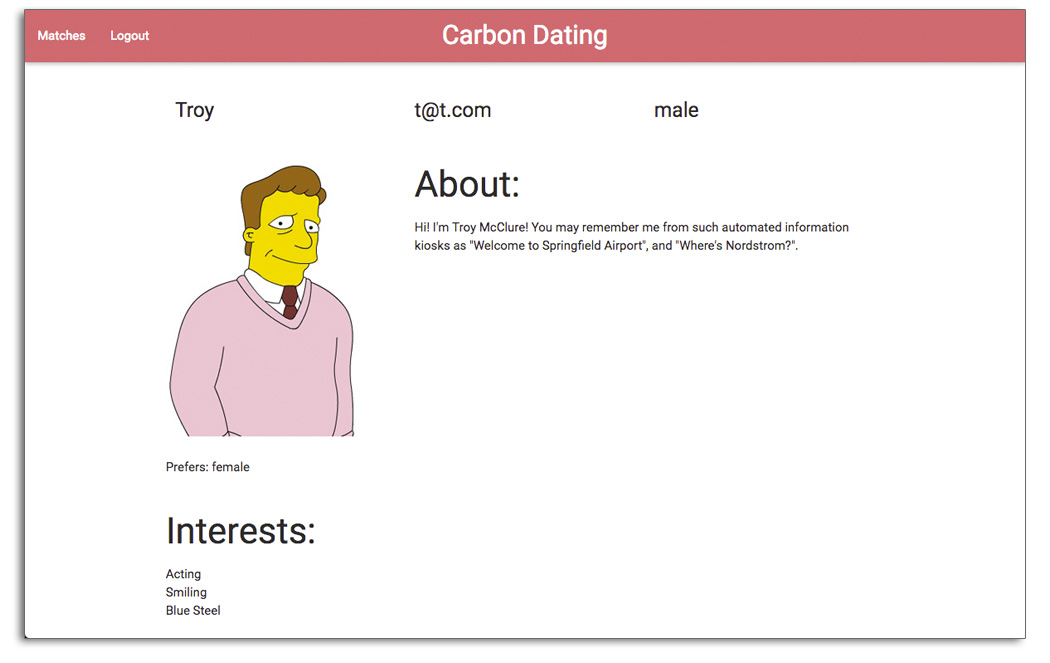 Matches Logout Carbon Dating
Troy t@t.com male
About:
Hi! I'm Troy McClure! You may remember me from such automated information
kiosks as "Welcome to Springfield Airport", and "Where's Nordstrom?".
Prefers: female
Interests:
Acting
Smiling
Blue Steel